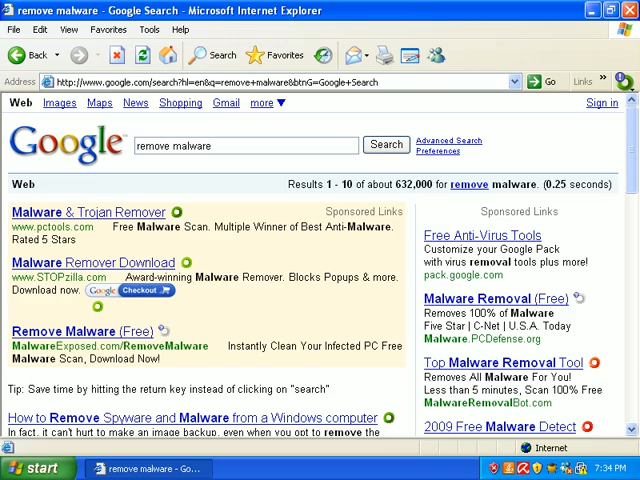 remove malware - Google Search - Microsoft Internet Explorer
File Edit View Favorites Tools Help
Back Search Favorites
Address http://www.google.com/search?hl=en&q=remove+malware&btnG=Google+Search Go Links »
Web Images Maps News Shopping Gmail more ▼ Sign in
Google™ remove malware Search Advanced Search
Preferences
Web Results 1 - 10 of about 632,000 for remove malware. (0.25 seconds)
Malware & Trojan Remover Sponsored Links
www.pctools.com Free Malware Scan. Multiple Winner of Best Anti-Malware.
Rated 5 Stars
Malware Remover Download
www.STOPzilla.com Award-winning Malware Remover. Blocks Popups & more.
Download now. Google Checkout
Remove Malware (Free)
MalwareExposed.com/RemoveMalware Instantly Clean Your Infected PC Free
Malware Scan, Download Now!
Tip: Save time by hitting the return key instead of clicking on "search"
How to Remove Spyware and Malware from a Windows computer
In fact, it can't hurt to make an image backup, even when you opt to remove the
Sponsored Links
Free Anti-Virus Tools
Customize your Google Pack
with virus removal tools plus more!
pack.google.com
Malware Removal (Free)
Removes 100% of Malware
Five Star | C-Net | U.S.A. Today
Malware.PCDefense.org
Top Malware Removal Tool
Removes All Malware For You!
Less than 5 minutes, Scan 100% Free
MalwareRemovalBot.com
2009 Free Malware Detect
Internet
start remove malware - Go... 7:34 PM